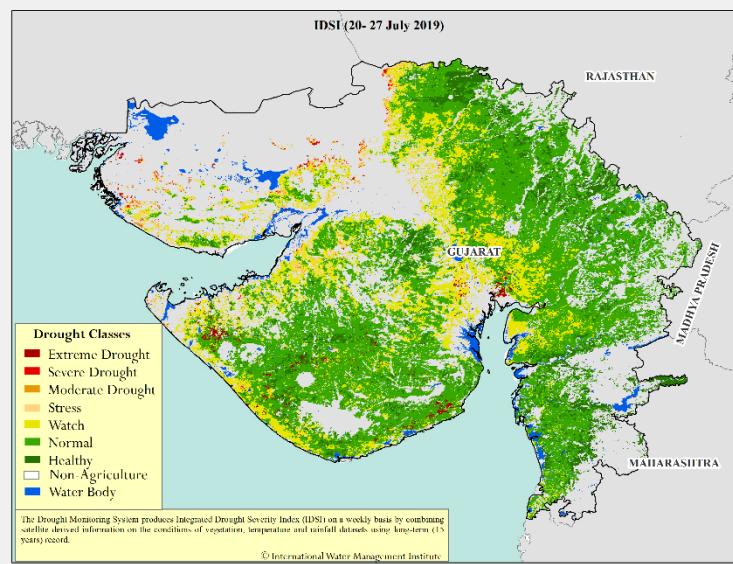 IDSI (20- 27 July 2019)
RAJASTHAN
GUJARAT
MADHYA PRADESH
MAHARASHTRA
Drought Classes
Extreme Drought
Severe Drought
Moderate Drought
Stress
Watch
Normal
Healthy
Non-Agriculture
Water Body
The Drought Monitoring System produces Integrated Drought Severity Index (IDSI) on a weekly basis by combining
satellite derived information on the conditions of vegetation, temperature and rainfall datasets using long-term (15
years) record.
© International Water Management Institute